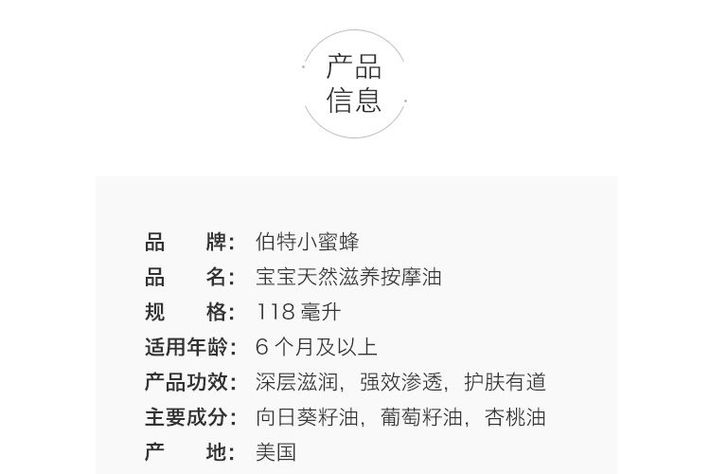 产品
信息
品 牌： 伯特小蜜蜂
品 名： 宝宝天然滋养按摩油
规 格： 118 毫升
适用年龄： 6 个月及以上
产品功效： 深层滋润，强效渗透，护肤有道
主要成分： 向日葵籽油，葡萄籽油，杏桃油
产 地： 美国